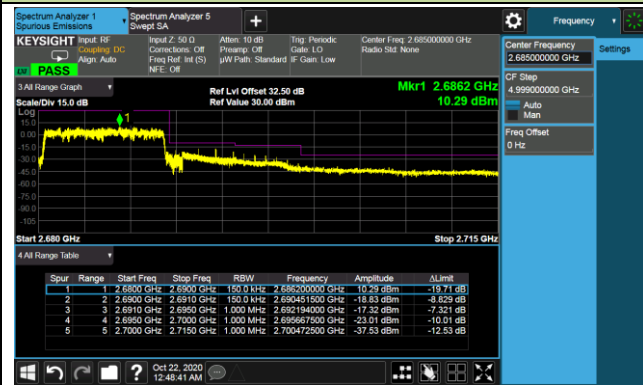 Spectrum Analyzer 1
Spurious Emissions
Spectrum Analyzer 5
Swept SA
Frequency
KEYSIGHT
Input: RF
Coupling: DC
Align: Auto
Input Z: 50 Ω
Corrections: Off
Freq Ref: Int (S)
NFE: Off
Atten: 10 dB
Preamp: Off
µW Path: Standard
Trig: Periodic
Gate: LO
IF Gain: Low
Center Freq: 2.685000000 GHz
Radio Std: None
PASS
Center Frequency
2.685000000 GHz
Settings
CF Step
4.999000000 GHz
Auto
Man
Freq Offset
0 Hz
3 All Range Graph
Scale/Div 15.0 dB
Ref Lvl Offset 32.50 dB
Ref Value 30.00 dBm
Mkr1 2.6862 GHz
10.29 dBm
Log
1
15.0
0.00
-15.0
-30.0
-45.0
-60.0
-75.0
-90.0
-105
Start 2.680 GHz
Stop 2.715 GHz
4 All Range Table
Spur Range Start Freq Stop Freq RBW Frequency Amplitude ΔLimit
1 1 2.6800 GHz 2.6900 GHz 150.0 kHz 2.686200000 GHz 10.29 dBm -19.71 dB
2 2 2.6900 GHz 2.6910 GHz 150.0 kHz 2.690451500 GHz -18.83 dBm -8.829 dB
3 3 2.6910 GHz 2.6950 GHz 1.000 MHz 2.692194000 GHz -17.32 dBm -7.321 dB
4 4 2.6950 GHz 2.7000 GHz 1.000 MHz 2.695667500 GHz -23.01 dBm -10.01 dB
5 5 2.7000 GHz 2.7150 GHz 1.000 MHz 2.700472500 GHz -37.53 dBm -12.53 dB
Oct 22, 2020
12:48:41 AM